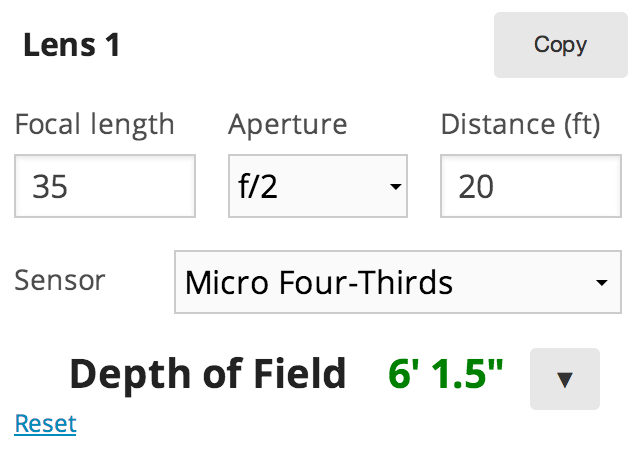 Lens 1 Copy
Focal length Aperture Distance (ft)
35 f/2 20
Sensor Micro Four-Thirds
Depth of Field 6' 1.5" ▼
Reset